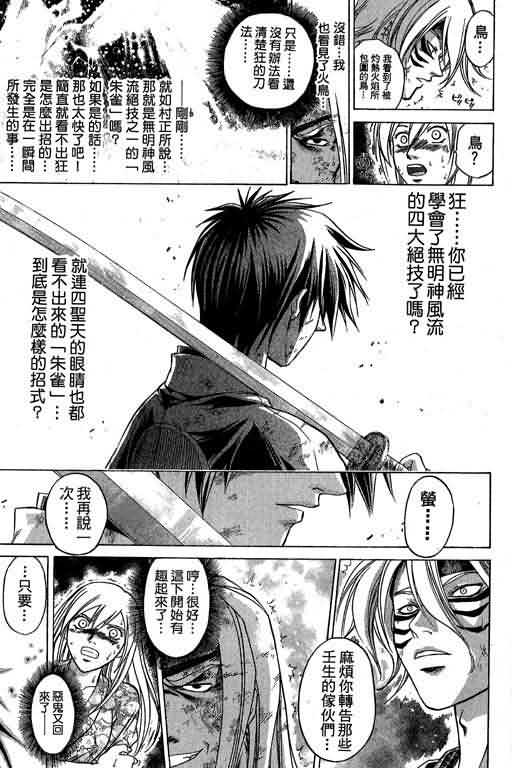 鳥…
我看到了被
灼熱火焰所
包圍的鳥…
鳥？
沒錯…我
也看見了火鳥…
只是……還
沒有辦法看
清楚狂的刀
法…
剛剛……
就如村正所說…
那就是無明神風
流絕技之一的「
朱雀」嗎？
如果是的話…
那也太快了吧—
簡直就看不出狂
是怎麼出招的…
完全是在一瞬間
所發生的事……
狂……你已經
學會了無明神風流
的四大絕技了嗎？
就連四聖天的眼睛也都
看不出來的「朱雀」…
到底是怎麼樣的招式？
螢……
我再說一
次……
麻煩你轉告那些
壬生的傢伙們…
哼…很好…
這下開始有
趣起來了…
…只要…
惡鬼又回
來了—